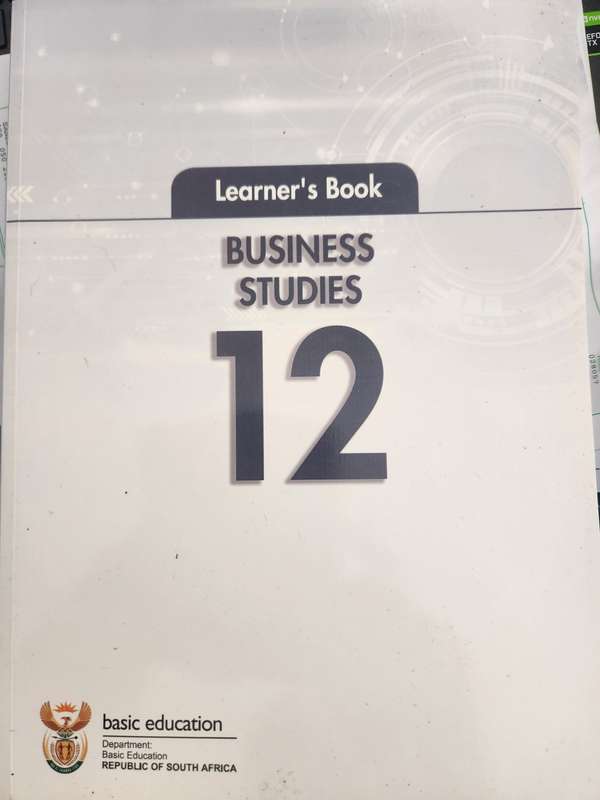 Learner's Book
BUSINESS
STUDIES
12
basic education
Department:
Basic Education
REPUBLIC OF SOUTH AFRICA